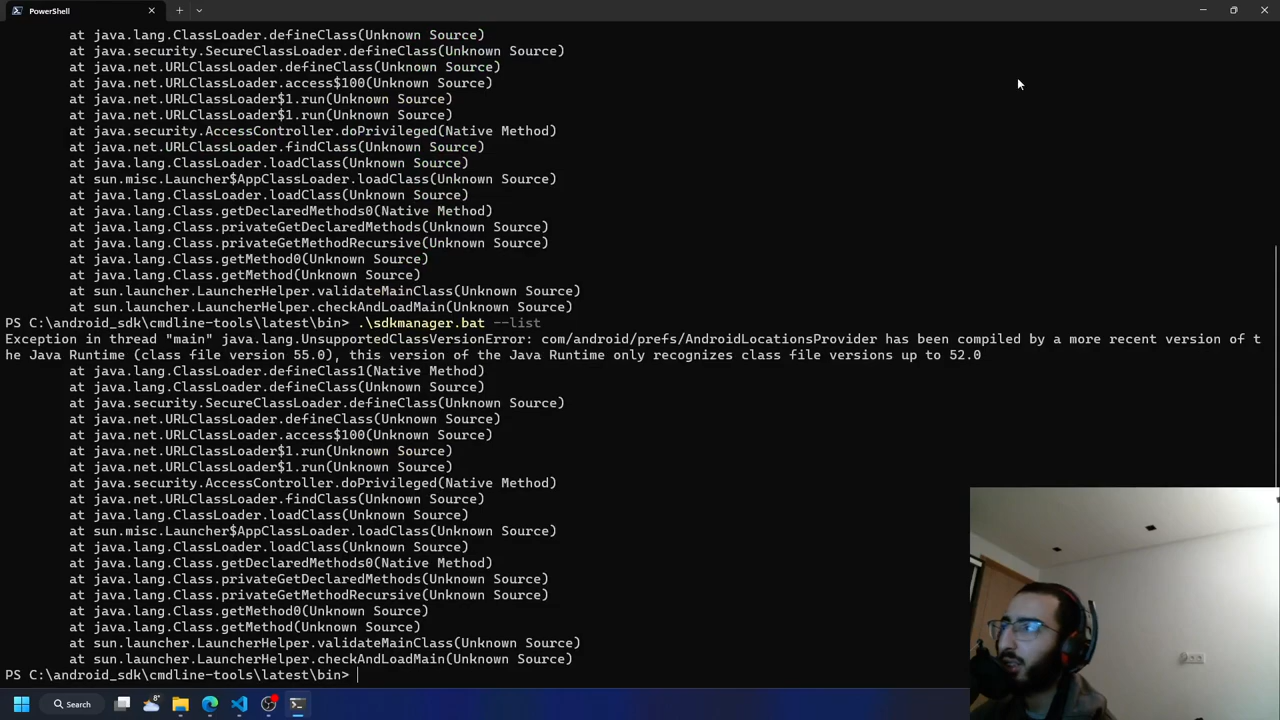 PowerShell
at java.lang.ClassLoader.defineClass(Unknown Source)
at java.security.SecureClassLoader.defineClass(Unknown Source)
at java.net.URLClassLoader.defineClass(Unknown Source)
at java.net.URLClassLoader.access$100(Unknown Source)
at java.net.URLClassLoader$1.run(Unknown Source)
at java.net.URLClassLoader$1.run(Unknown Source)
at java.security.AccessController.doPrivileged(Native Method)
at java.net.URLClassLoader.findClass(Unknown Source)
at java.lang.ClassLoader.loadClass(Unknown Source)
at sun.misc.Launcher$AppClassLoader.loadClass(Unknown Source)
at java.lang.ClassLoader.loadClass(Unknown Source)
at java.lang.Class.getDeclaredMethods0(Native Method)
at java.lang.Class.privateGetDeclaredMethods(Unknown Source)
at java.lang.Class.privateGetMethodRecursive(Unknown Source)
at java.lang.Class.getMethod0(Unknown Source)
at java.lang.Class.getMethod(Unknown Source)
at sun.launcher.LauncherHelper.validateMainClass(Unknown Source)
at sun.launcher.LauncherHelper.checkAndLoadMain(Unknown Source)
PS C:\android_sdk\cmdline-tools\latest\bin> .\sdkmanager.bat --list
Exception in thread "main" java.lang.UnsupportedClassVersionError: com/android/prefs/AndroidLocationsProvider has been compiled by a more recent version of t
he Java Runtime (class file version 55.0), this version of the Java Runtime only recognizes class file versions up to 52.0
at java.lang.ClassLoader.defineClass1(Native Method)
at java.lang.ClassLoader.defineClass(Unknown Source)
at java.security.SecureClassLoader.defineClass(Unknown Source)
at java.net.URLClassLoader.defineClass(Unknown Source)
at java.net.URLClassLoader.access$100(Unknown Source)
at java.net.URLClassLoader$1.run(Unknown Source)
at java.net.URLClassLoader$1.run(Unknown Source)
at java.security.AccessController.doPrivileged(Native Method)
at java.net.URLClassLoader.findClass(Unknown Source)
at java.lang.ClassLoader.loadClass(Unknown Source)
at sun.misc.Launcher$AppClassLoader.loadClass(Unknown Source)
at java.lang.ClassLoader.loadClass(Unknown Source)
at java.lang.Class.getDeclaredMethods0(Native Method)
at java.lang.Class.privateGetDeclaredMethods(Unknown Source)
at java.lang.Class.privateGetMethodRecursive(Unknown Source)
at java.lang.Class.getMethod0(Unknown Source)
at java.lang.Class.getMethod(Unknown Source)
at sun.launcher.LauncherHelper.validateMainClass(Unknown Source)
at sun.launcher.LauncherHelper.checkAndLoadMain(Unknown Source)
PS C:\android_sdk\cmdline-tools\latest\bin>
Search
8°